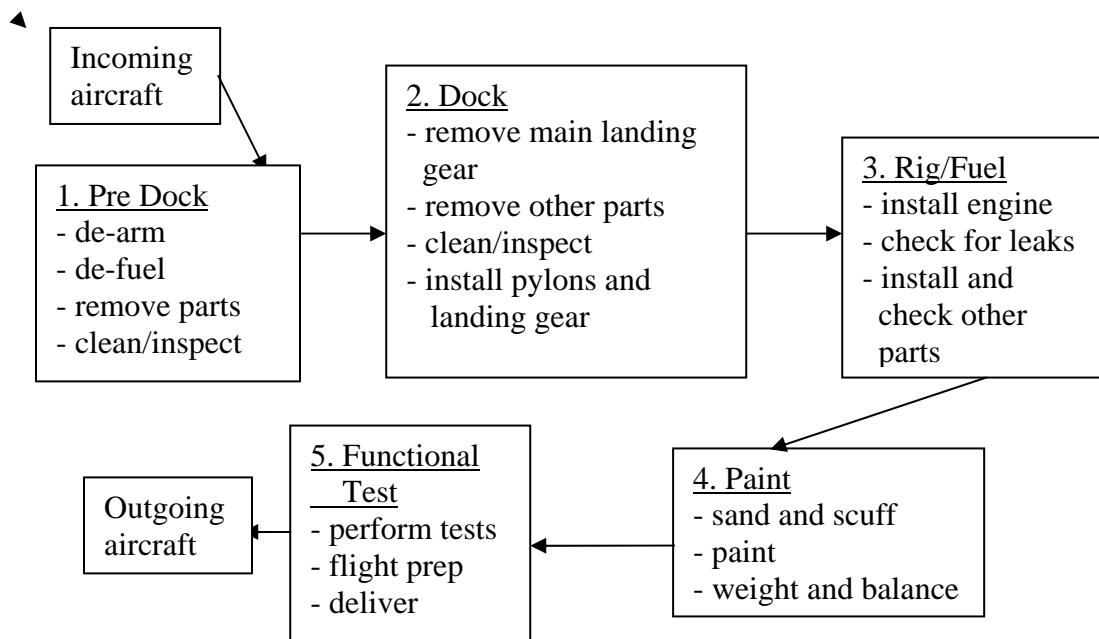 Incoming
aircraft
1. Pre Dock
- de-arm
- de-fuel
- remove parts
- clean/inspect
2. Dock
- remove main landing
gear
- remove other parts
- clean/inspect
- install pylons and
landing gear
3. Rig/Fuel
- install engine
- check for leaks
- install and
check other
parts
4. Paint
- sand and scuff
- paint
- weight and balance
5. Functional
Test
- perform tests
- flight prep
- deliver
Outgoing
aircraft